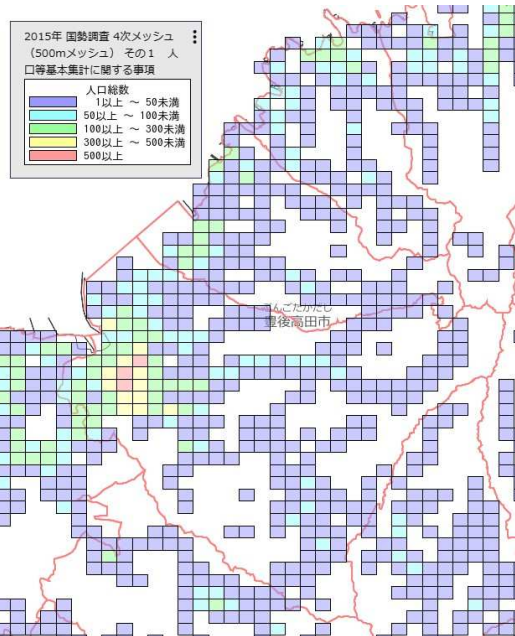 2015年 国勢調査 4次メッシュ
（500mメッシュ） その１ 人
口等基本集計に関する事項
人口総数
1以上 ～ 50未満
50以上 ～ 100未満
100以上 ～ 300未満
300以上 ～ 500未満
500以上
ぶんごたかだし
豊後高田市